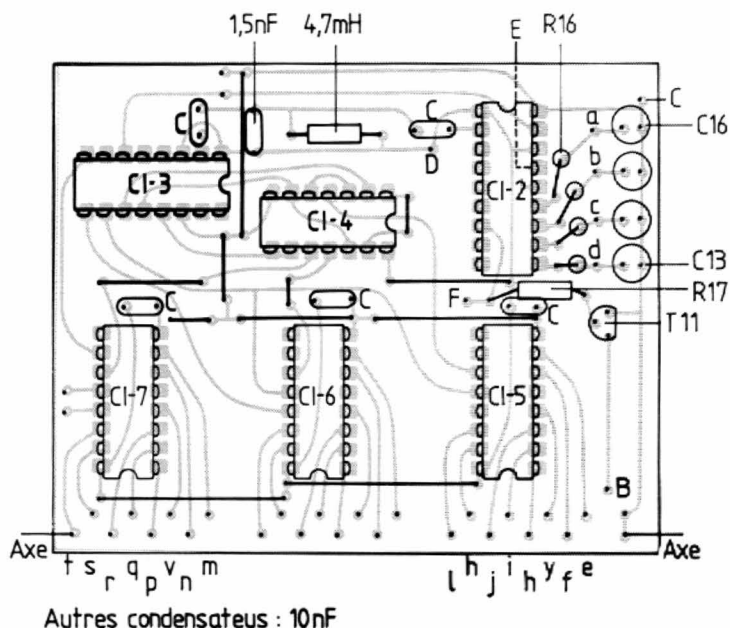 1,5nF 4,7mH E R16
C C C
a C16
D
b
CI-3 CI-2
CI-4 c
d C13
R17
C C F C
T11
CI-7 CI-6 CI-5
B
Axe Axe
t s r q p v n m l h j i h y f e
Autres condensateus : 10nF